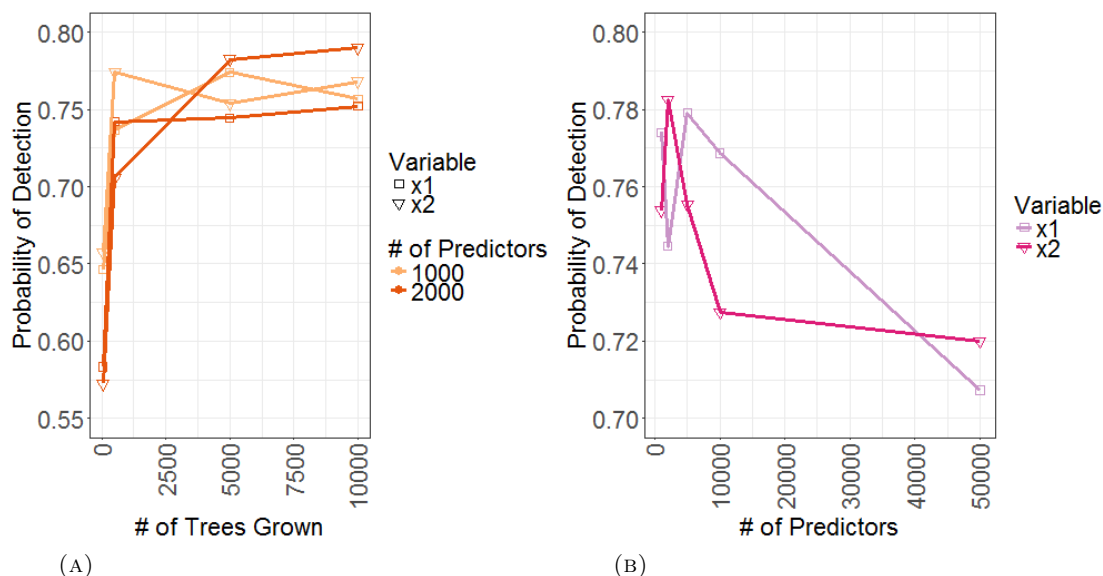 0.80
0.75
0.70
0.65
0.60
0.55
Probability of Detection
0
2500
5000
7500
10000
# of Trees Grown
Variable
x1
x2
# of Predictors
1000
2000
(A)
0.80
0.78
0.76
0.74
0.72
0.70
Probability of Detection
0
10000
20000
30000
40000
50000
# of Predictors
Variable
x1
x2
(B)